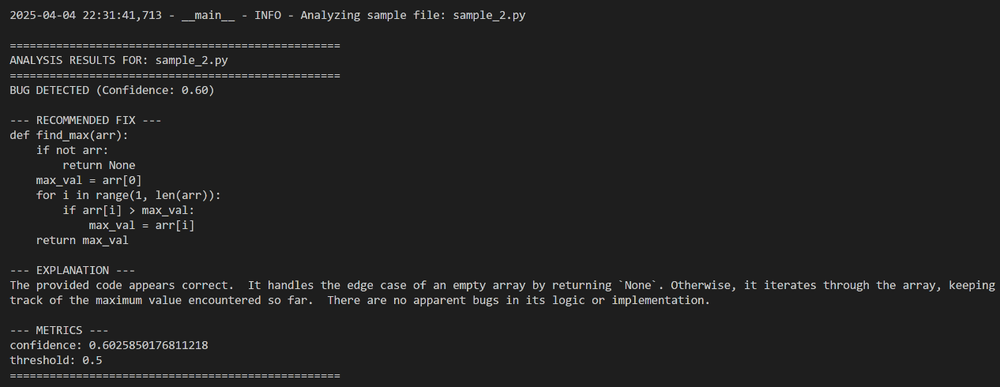 2025-04-04 22:31:41,713 - __main__ - INFO - Analyzing sample file: sample_2.py
==================================================
ANALYSIS RESULTS FOR: sample_2.py
==================================================
BUG DETECTED (Confidence: 0.60)
--- RECOMMENDED FIX ---
def find_max(arr):
    if not arr:
        return None
    max_val = arr[0]
    for i in range(1, len(arr)):
        if arr[i] > max_val:
            max_val = arr[i]
    return max_val
--- EXPLANATION ---
The provided code appears correct.  It handles the edge case of an empty array by returning `None`. Otherwise, it iterates through the array, keeping
track of the maximum value encountered so far.  There are no apparent bugs in its logic or implementation.
--- METRICS ---
confidence: 0.6025850176811218
threshold: 0.5
==================================================